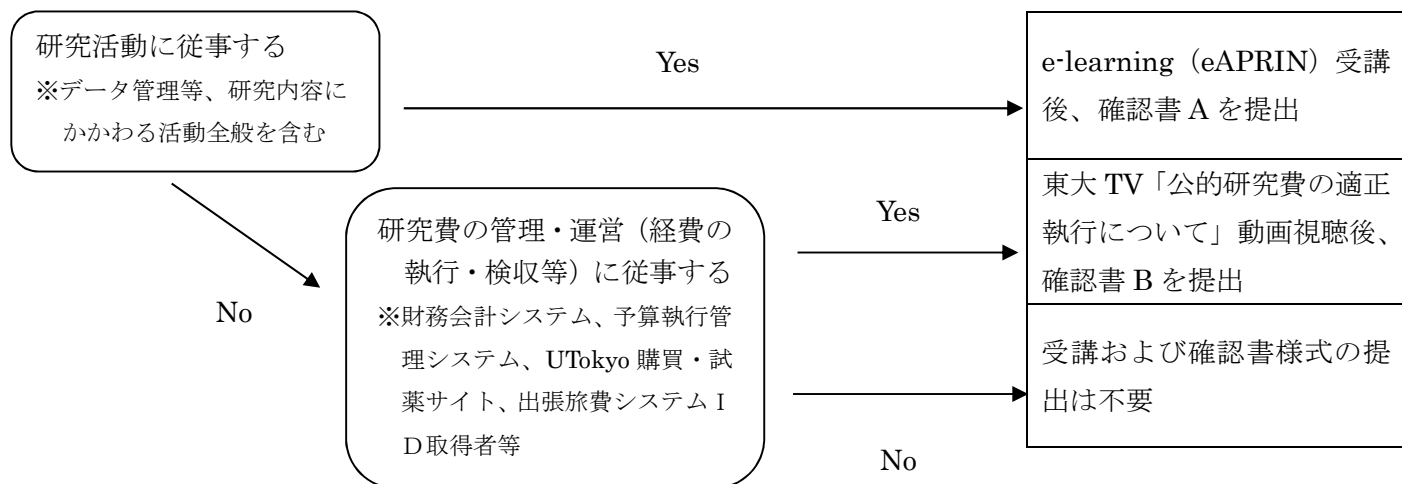 研究活動に従事する
※データ管理等、研究内容に
かかわる活動全般を含む
Yes
e-learning（eAPRIN）受講
後、確認書 A を提出
No
研究費の管理・運営（経費の
執行・検収等）に従事する
※財務会計システム、予算執行管
理システム、UTokyo 購買・試
薬サイト、出張旅費システムＩ
Ｄ取得者等
Yes
東大 TV「公的研究費の適正
執行について」動画視聴後、
確認書 B を提出
No
受講および確認書様式の提
出は不要